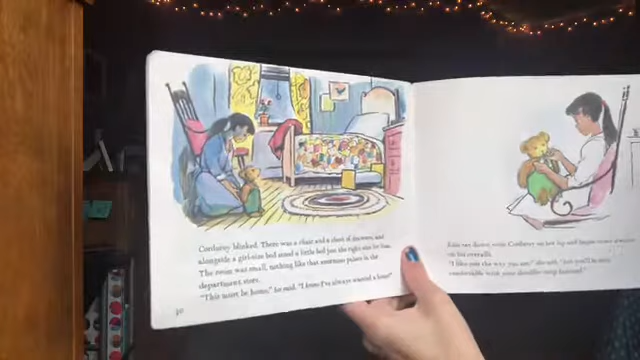 Corduroy blinked. There was a chair and a chest of drawers, and
alongside a girl-size bed stood a little bed just the right size for him.
The room was small, nothing like that enormous palace in the
department store.
"This must be home," he said. "I know I've always wanted a home!"
30
Lisa sat down with Corduroy on her lap and began to sew a button
on his overalls.
"I like you the way you are," she said, "but you'll be more
comfortable with your shoulder strap fastened."